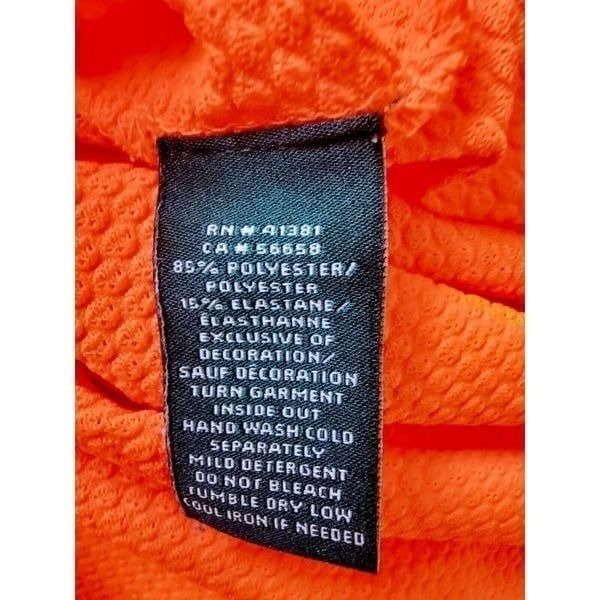 RN # 41381
CA # 56658
85% POLYESTER/
POLYESTER
15% ELASTANE/
ELASTHANNE
EXCLUSIVE OF
DECORATION/
SAUF DECORATION
TURN GARMENT
INSIDE OUT
HAND WASH COLD
SEPARATELY
MILD DETERGENT
DO NOT BLEACH
TUMBLE DRY LOW
COOL IRON IF NEEDED